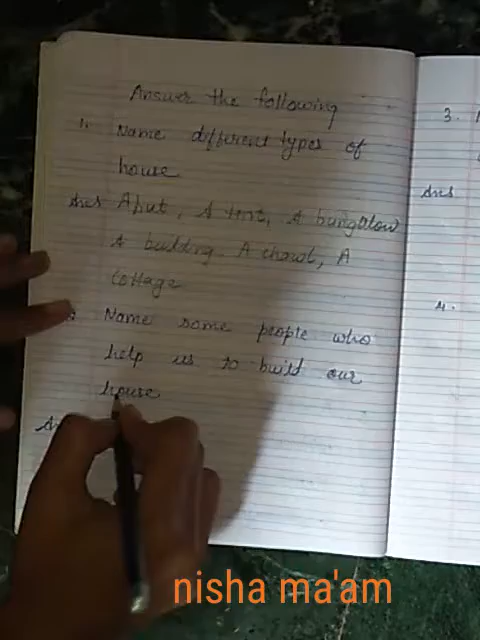 Answer the following
1. Name different types of
house
Ans A hut, A tent, A bungalow
A building. A chawl, A
cottage
Name some people who
help us to build our
house
3.
Ans
4.
nisha ma'am